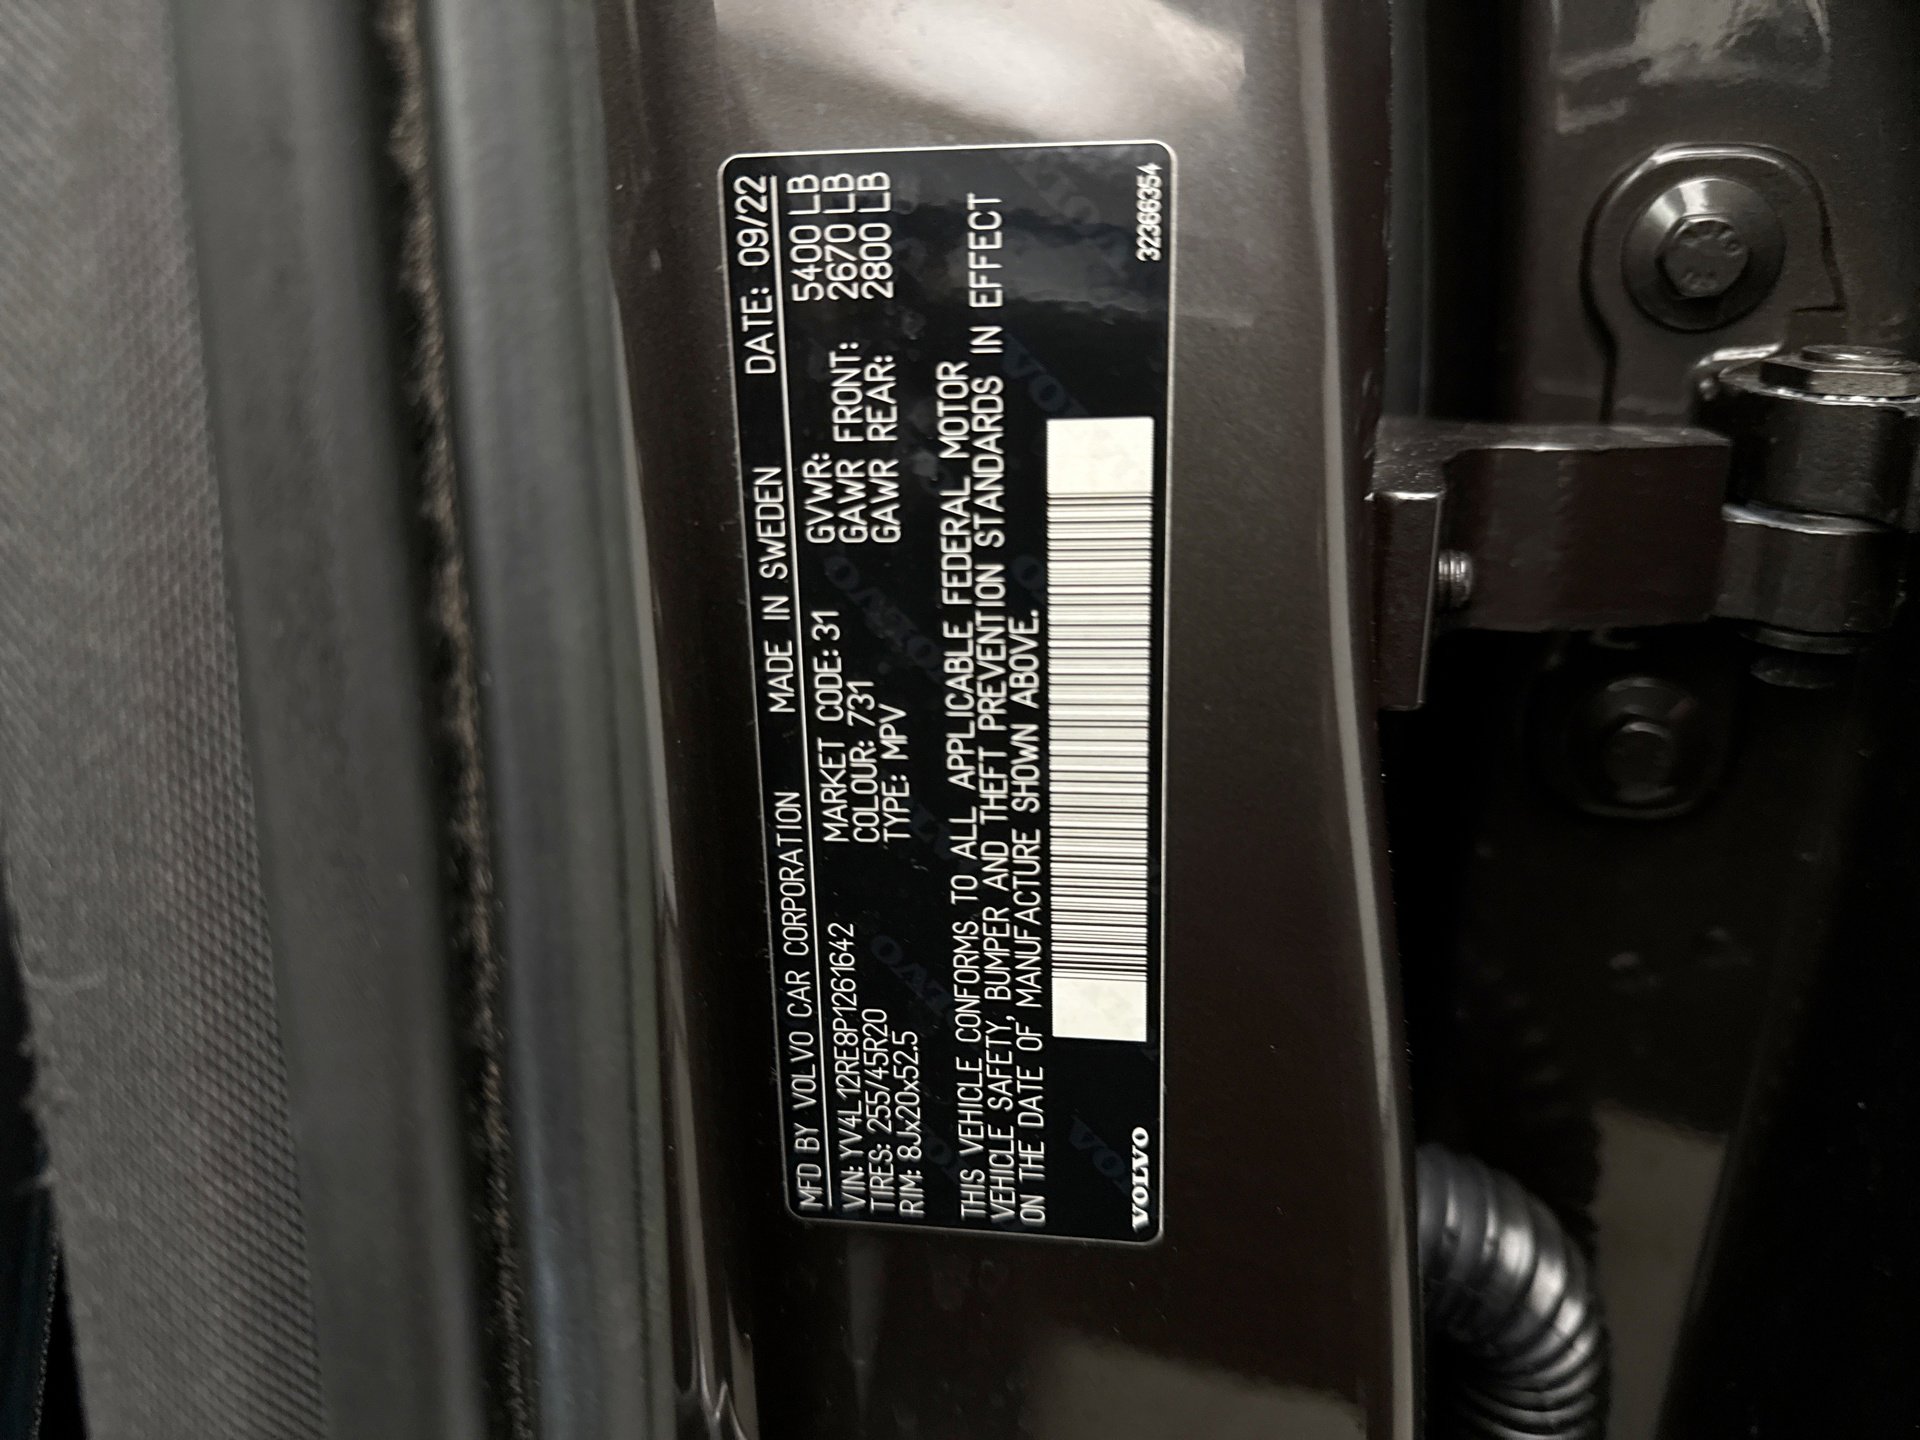 MFD BY VOLVO CAR CORPORATION MADE IN SWEDEN DATE: 09/22
VIN: YV4L12RE8P1261642 MARKET CODE: 31 GVWR: 5400 LB
TIRES: 255/45R20 COLOUR: 731 GAWR FRONT: 2670 LB
RIM: 8Jx20x52.5 TYPE: MPV GAWR REAR: 2800 LB
THIS VEHICLE CONFORMS TO ALL APPLICABLE FEDERAL MOTOR
VEHICLE SAFETY, BUMPER AND THEFT PREVENTION STANDARDS IN EFFECT
ON THE DATE OF MANUFACTURE SHOWN ABOVE.
VOLVO 32366354